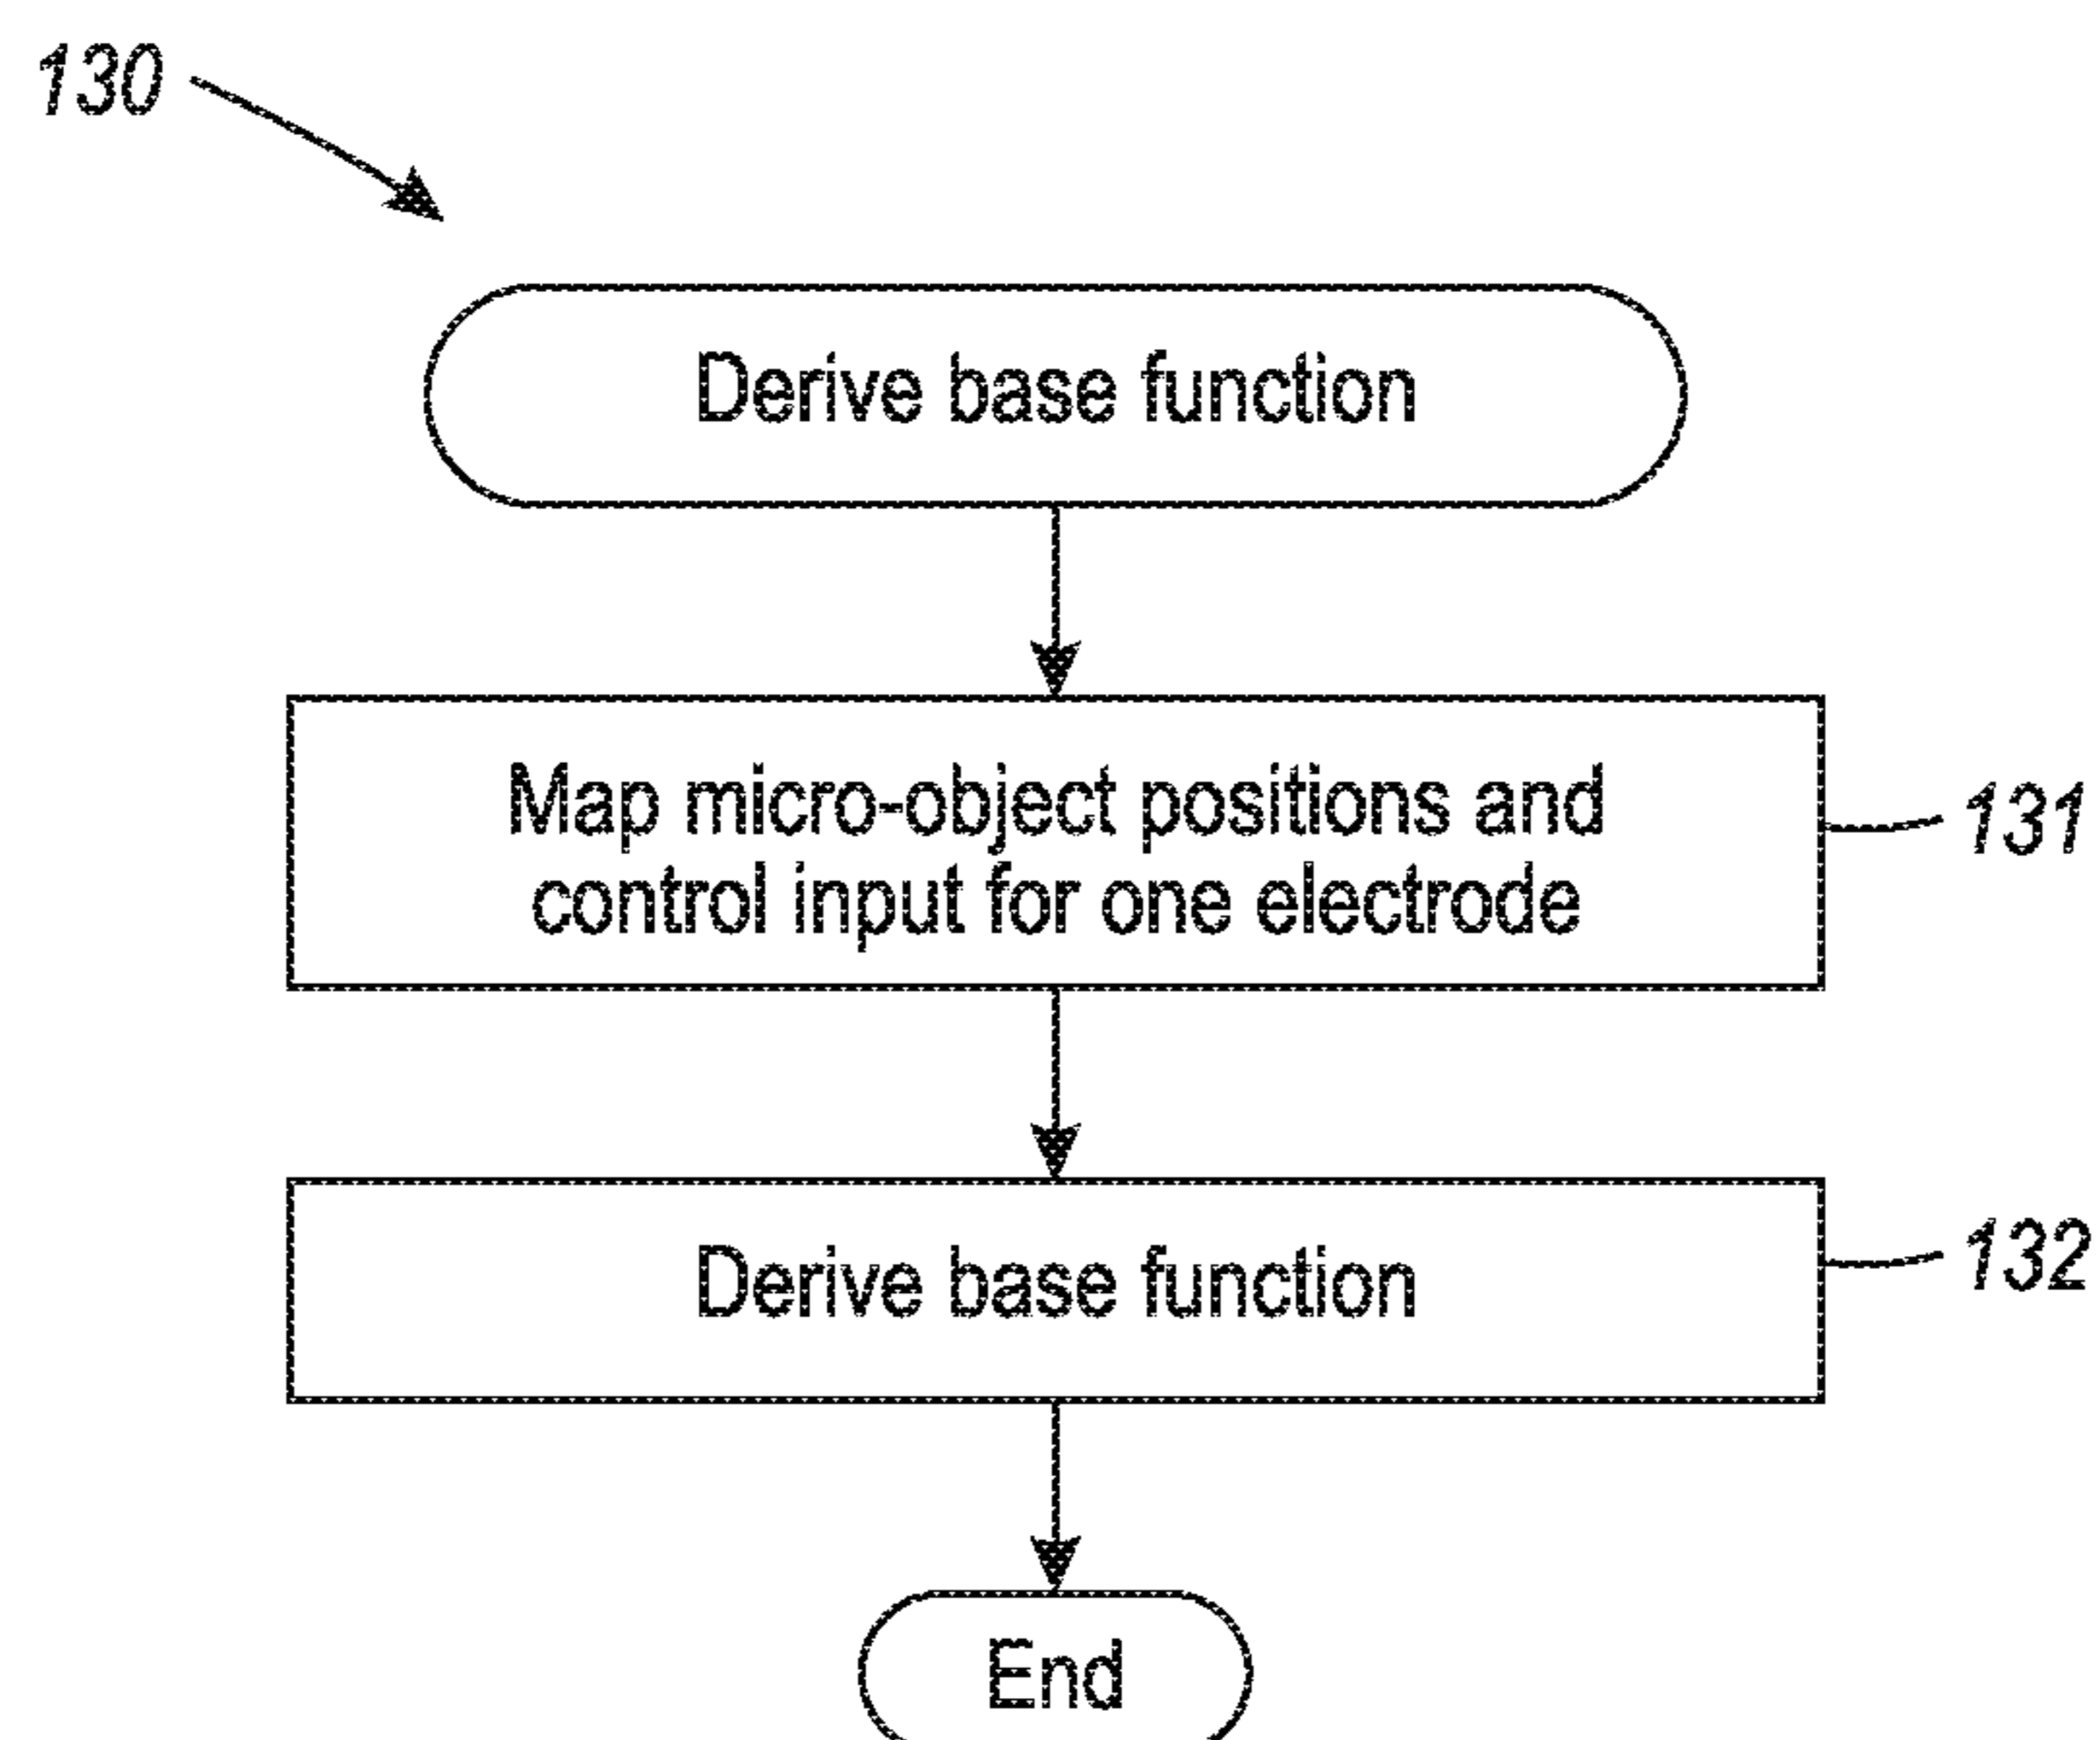 130
Derive base function
Map micro-object positions and
control input for one electrode
131
Derive base function
132
End